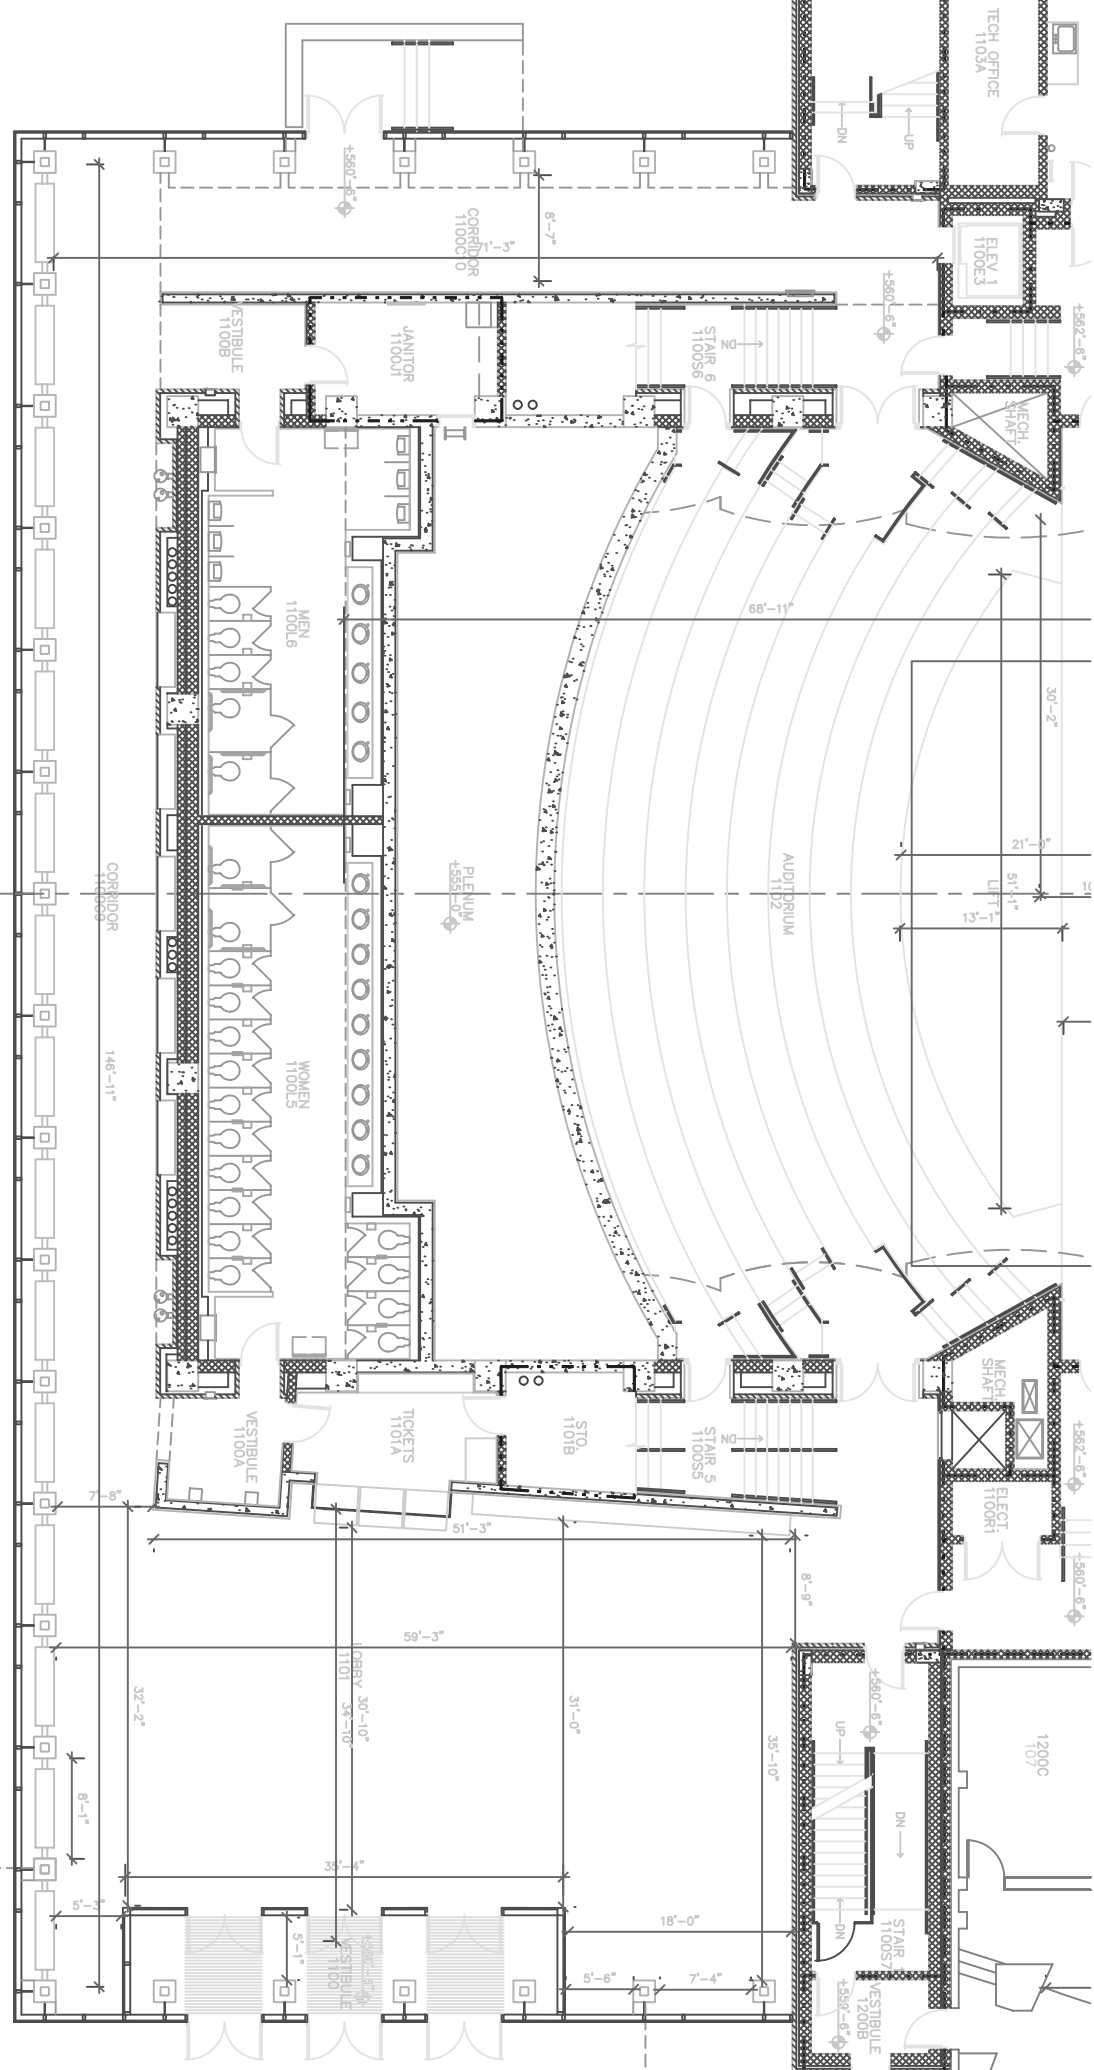 TECH OFFICE
1103A
DN
UP
+560'-6"
CORRIDOR
1100C10
8'-7"
71'-3"
ELEV 1
1100E3
+560'-6"
+562'-6"
VESTIBULE
1100B
JANITOR
1100J1
STAIR 6
1100S6
DN
MECH.
SHAFT
MEN
1100L6
68'-11"
30'-2"
21'-0"
51'-1"
LIFT
13'-1"
AUDITORIUM
1102
PLENUM
+555'-0"
CORRIDOR
1100C9
146'-11"
WOMEN
1100L5
VESTIBULE
1100A
TICKETS
1101A
STO.
1101B
STAIR 5
1100S5
DN
MECH.
SHAFT
+562'-6"
ELECT.
1100R1
+560'-6"
7'-8"
51'-3"
8'-9"
59'-3"
LOBBY
1101
32'-2"
30'-10"
34'-10"
31'-0"
35'-10"
+560'-6"
UP
DN
DN
1200C
107
8'-1"
35'-4"
5'-3"
5'-1"
18'-0"
5'-6"
7'-4"
VESTIBULE
1100
STAIR
1100S7
VESTIBULE
1200B
+559'-6"